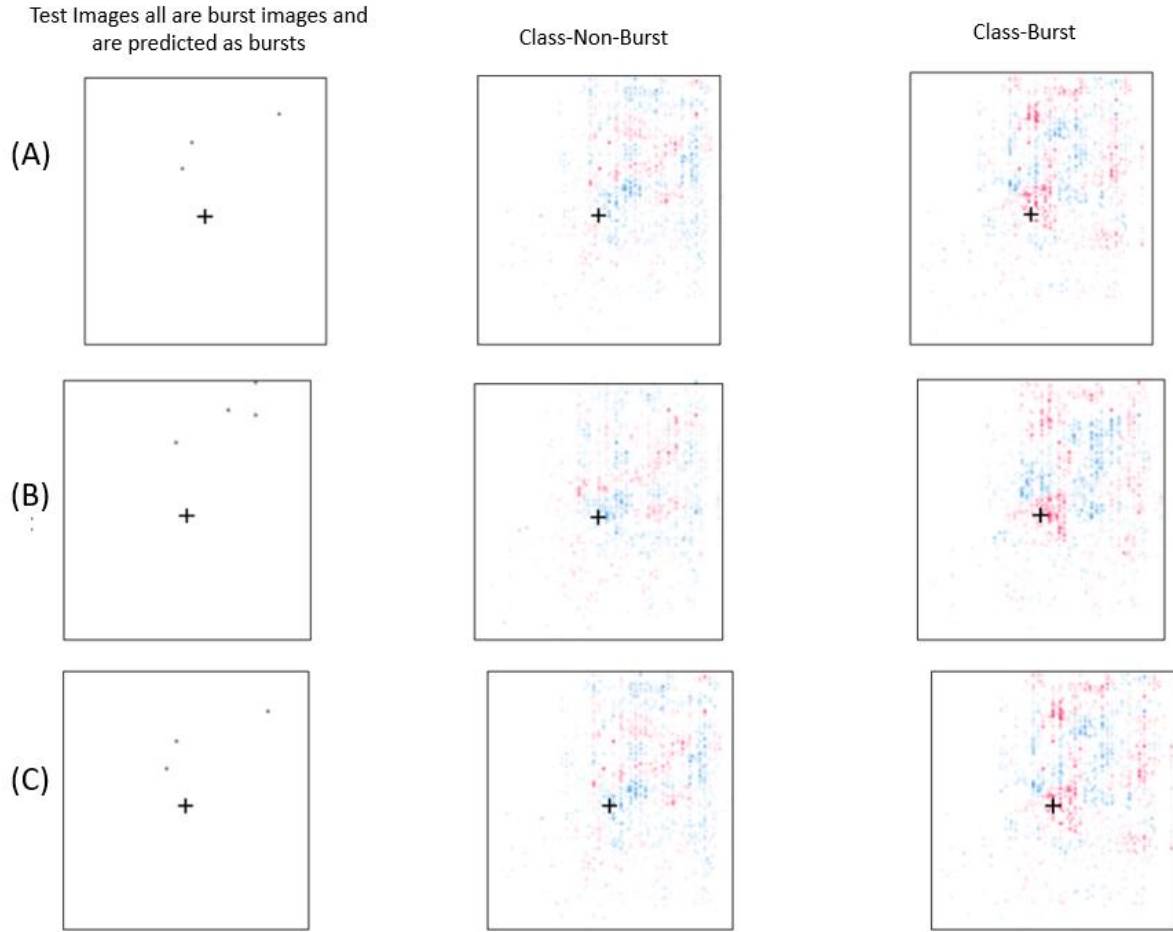 Test Images all are burst images and
are predicted as bursts
Class-Non-Burst
Class-Burst
(A)
(B)
(C)